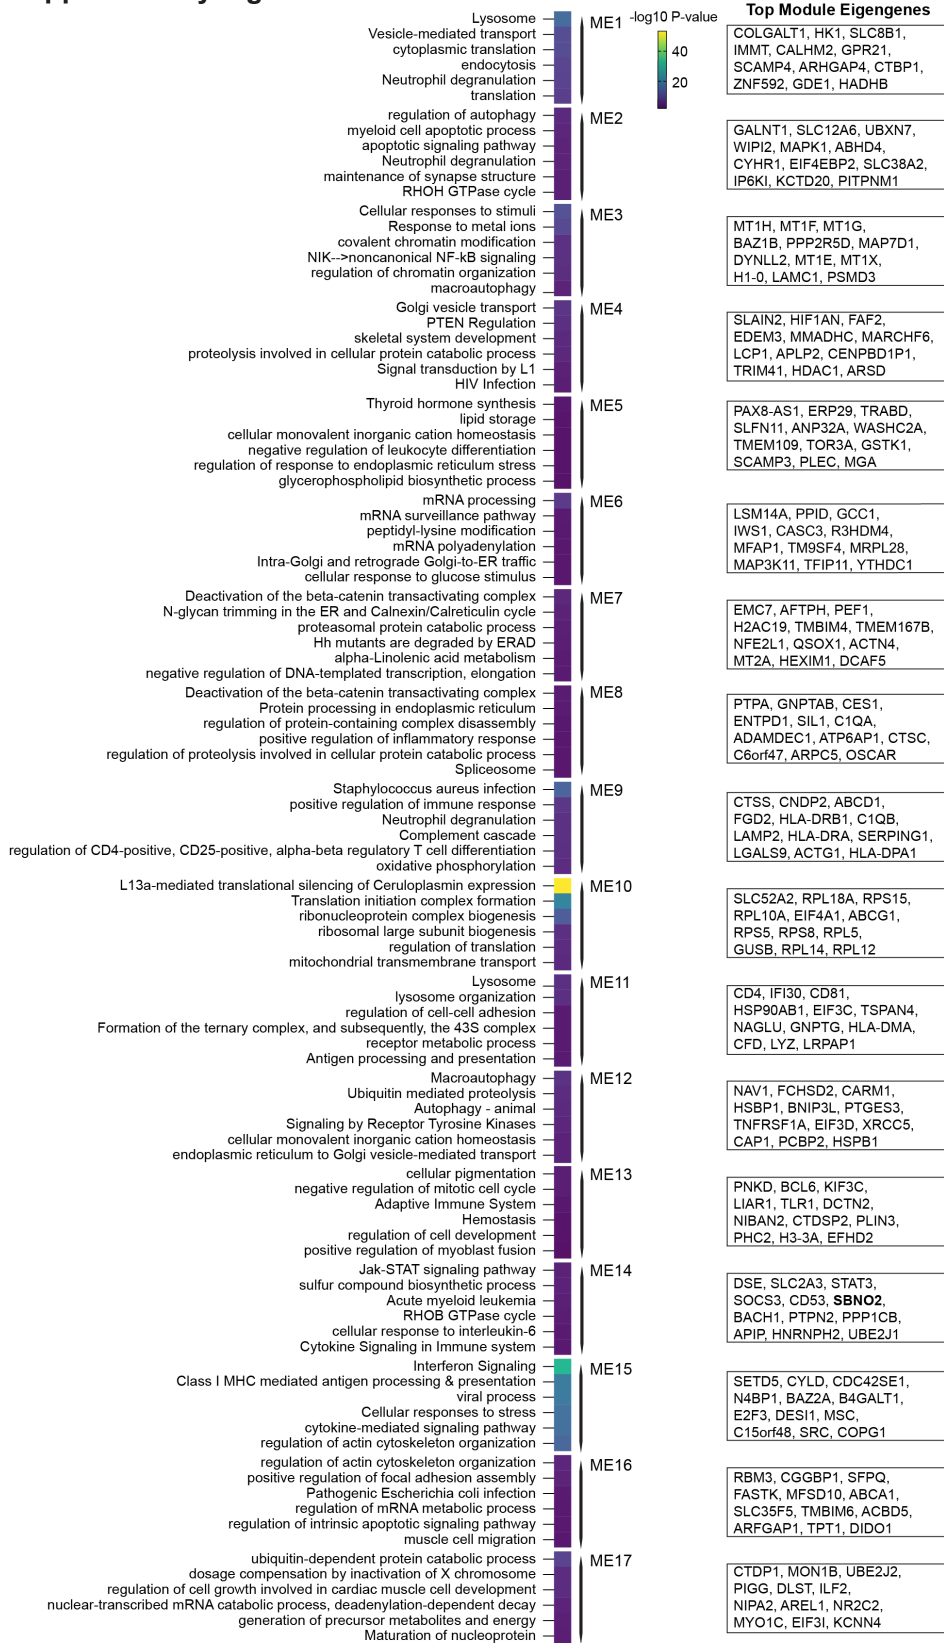 Lysosome
Vesicle-mediated transport
cytoplasmic translation
endocytosis
Neutrophil degranulation
translation
ME1
-log10 P-value
40
20
Top Module Eigengenes
COLGALT1, HK1, SLC8B1,
IMMT, CALHM2, GPR21,
SCAMP4, ARHGAP4, CTBP1,
ZNF592, GDE1, HADHB
regulation of autophagy
myeloid cell apoptotic process
apoptotic signaling pathway
Neutrophil degranulation
maintenance of synapse structure
RHOH GTPase cycle
ME2
GALNT1, SLC12A6, UBXN7,
WIPI2, MAPK1, ABHD4,
CYHR1, EIF4EBP2, SLC38A2,
IP6KI, KCTD20, PITPNM1
Cellular responses to stimuli
Response to metal ions
covalent chromatin modification
NIK-->noncanonical NF-kB signaling
regulation of chromatin organization
macroautophagy
ME3
MT1H, MT1F, MT1G,
BAZ1B, PPP2R5D, MAP7D1,
DYNLL2, MT1E, MT1X,
H1-0, LAMC1, PSMD3
Golgi vesicle transport
PTEN Regulation
skeletal system development
proteolysis involved in cellular protein catabolic process
Signal transduction by L1
HIV Infection
ME4
SLAIN2, HIF1AN, FAF2,
EDEM3, MMADHC, MARCHF6,
LCP1, APLP2, CENPBD1P1,
TRIM41, HDAC1, ARSD
Thyroid hormone synthesis
lipid storage
cellular monovalent inorganic cation homeostasis
negative regulation of leukocyte differentiation
regulation of response to endoplasmic reticulum stress
glycerophospholipid biosynthetic process
ME5
PAX8-AS1, ERP29, TRABD,
SLFN11, ANP32A, WASHC2A,
TMEM109, TOR3A, GSTK1,
SCAMP3, PLEC, MGA
mRNA processing
mRNA surveillance pathway
peptidyl-lysine modification
mRNA polyadenylation
Intra-Golgi and retrograde Golgi-to-ER traffic
cellular response to glucose stimulus
ME6
LSM14A, PPID, GCC1,
IWS1, CASC3, R3HDM4,
MFAP1, TM9SF4, MRPL28,
MAP3K11, TFIP11, YTHDC1
Deactivation of the beta-catenin transactivating complex
N-glycan trimming in the ER and Calnexin/Calreticulin cycle
proteasomal protein catabolic process
Hh mutants are degraded by ERAD
alpha-Linolenic acid metabolism
negative regulation of DNA-templated transcription, elongation
ME7
EMC7, AFTPH, PEF1,
H2AC19, TMBIM4, TMEM167B,
NFE2L1, QSOX1, ACTN4,
MT2A, HEXIM1, DCAF5
Deactivation of the beta-catenin transactivating complex
Protein processing in endoplasmic reticulum
regulation of protein-containing complex disassembly
positive regulation of inflammatory response
regulation of proteolysis involved in cellular protein catabolic process
Spliceosome
ME8
PTPA, GNPTAB, CES1,
ENTPD1, SIL1, C1QA,
ADAMDEC1, ATP6AP1, CTSC,
C6orf47, ARPC5, OSCAR
Staphylococcus aureus infection
positive regulation of immune response
Neutrophil degranulation
Complement cascade
regulation of CD4-positive, CD25-positive, alpha-beta regulatory T cell differentiation
oxidative phosphorylation
ME9
CTSS, CNDP2, ABCD1,
FGD2, HLA-DRB1, C1QB,
LAMP2, HLA-DRA, SERPING1,
LGALS9, ACTG1, HLA-DPA1
L13a-mediated translational silencing of Ceruloplasmin expression
Translation initiation complex formation
ribonucleoprotein complex biogenesis
ribosomal large subunit biogenesis
regulation of translation
mitochondrial transmembrane transport
ME10
SLC52A2, RPL18A, RPS15,
RPL10A, EIF4A1, ABCG1,
RPS5, RPS8, RPL5,
GUSB, RPL14, RPL12
Lysosome
lysosome organization
regulation of cell-cell adhesion
Formation of the ternary complex, and subsequently, the 43S complex
receptor metabolic process
Antigen processing and presentation
ME11
CD4, IFI30, CD81,
HSP90AB1, EIF3C, TSPAN4,
NAGLU, GNPTG, HLA-DMA,
CFD, LYZ, LRPAP1
Macroautophagy
Ubiquitin mediated proteolysis
Autophagy - animal
Signaling by Receptor Tyrosine Kinases
cellular monovalent inorganic cation homeostasis
endoplasmic reticulum to Golgi vesicle-mediated transport
ME12
NAV1, FCHSD2, CARM1,
HSBP1, BNIP3L, PTGES3,
TNFRSF1A, EIF3D, XRCC5,
CAP1, PCBP2, HSPB1
cellular pigmentation
negative regulation of mitotic cell cycle
Adaptive Immune System
Hemostasis
regulation of cell development
positive regulation of myoblast fusion
ME13
PNKD, BCL6, KIF3C,
LIAR1, TLR1, DCTN2,
NIBAN2, CTDSP2, PLIN3,
PHC2, H3-3A, EFHD2
Jak-STAT signaling pathway
sulfur compound biosynthetic process
Acute myeloid leukemia
RHOB GTPase cycle
cellular response to interleukin-6
Cytokine Signaling in Immune system
ME14
DSE, SLC2A3, STAT3,
SOCS3, CD53, SBNO2,
BACH1, PTPN2, PPP1CB,
APIP, HNRNPH2, UBE2J1
Interferon Signaling
Class I MHC mediated antigen processing & presentation
viral process
Cellular responses to stress
cytokine-mediated signaling pathway
regulation of actin cytoskeleton organization
ME15
SETD5, CYLD, CDC42SE1,
N4BP1, BAZ2A, B4GALT1,
E2F3, DESI1, MSC,
C15orf48, SRC, COPG1
regulation of actin cytoskeleton organization
positive regulation of focal adhesion assembly
Pathogenic Escherichia coli infection
regulation of mRNA metabolic process
regulation of intrinsic apoptotic signaling pathway
muscle cell migration
ME16
RBM3, CGGBP1, SFPQ,
FASTK, MFSD10, ABCA1,
SLC35F5, TMBIM6, ACBD5,
ARFGAP1, TPT1, DIDO1
ubiquitin-dependent protein catabolic process
dosage compensation by inactivation of X chromosome
regulation of cell growth involved in cardiac muscle cell development
nuclear-transcribed mRNA catabolic process, deadenylation-dependent decay
generation of precursor metabolites and energy
Maturation of nucleoprotein
ME17
CTDP1, MON1B, UBE2J2,
PIGG, DLST, ILF2,
NIPA2, AREL1, NR2C2,
MYO1C, EIF3I, KCNN4